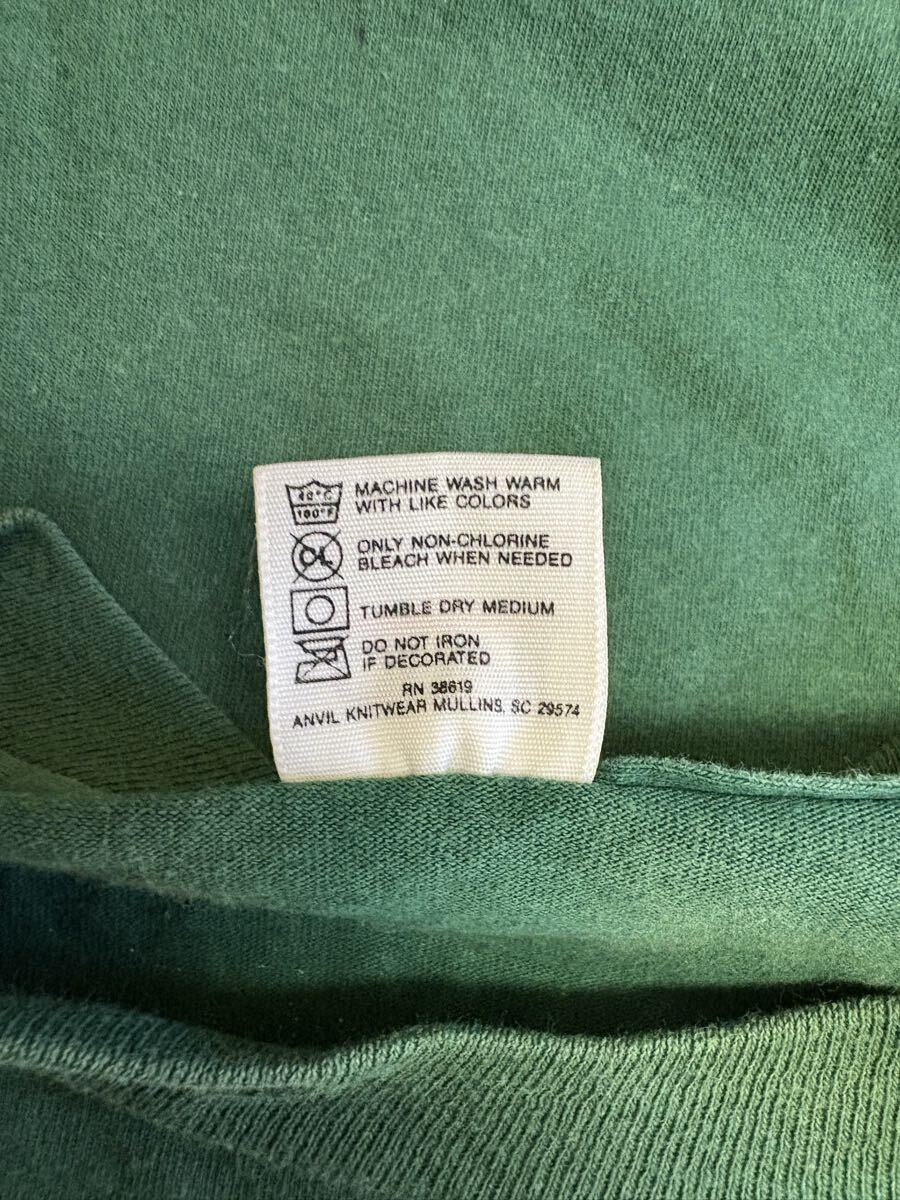 40°C
100°F
MACHINE WASH WARM
WITH LIKE COLORS
CL
ONLY NON-CHLORINE
BLEACH WHEN NEEDED
TUMBLE DRY MEDIUM
DO NOT IRON
IF DECORATED
RN 38619
ANVIL KNITWEAR MULLINS, SC 29574